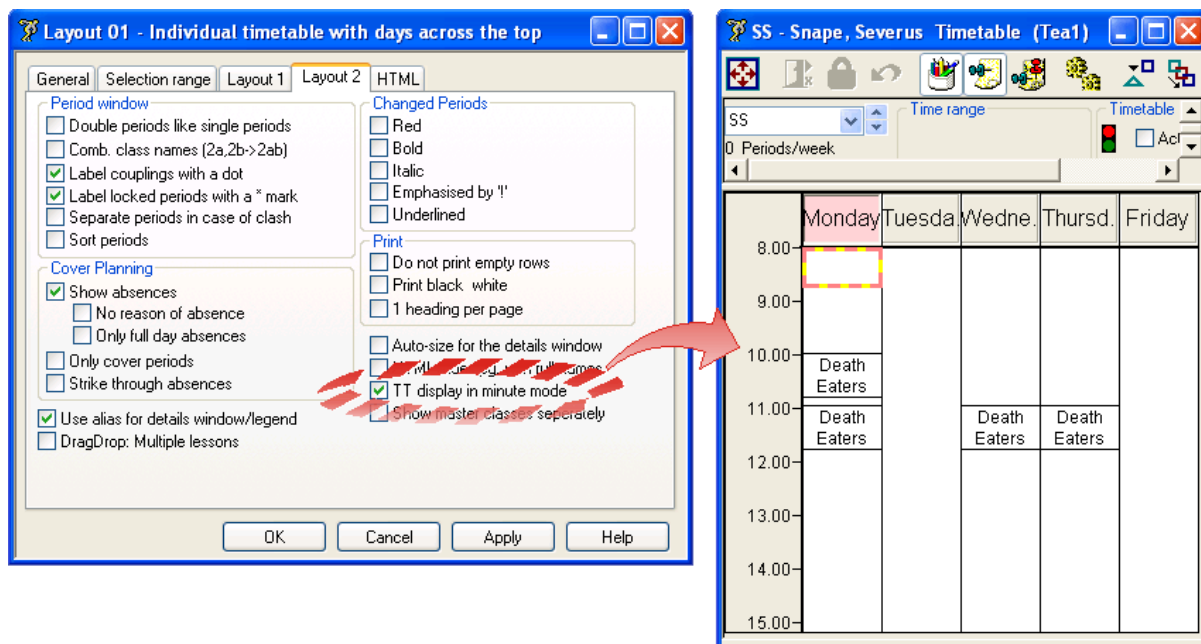 Layout 01 - Individual timetable with days across the top
General Selection range Layout 1 Layout 2 HTML
Period window
Double periods like single periods
Comb. class names (2a,2b->2ab)
Label couplings with a dot
Label locked periods with a * mark
Separate periods in case of clash
Sort periods
Cover Planning
Show absences
No reason of absence
Only full day absences
Only cover periods
Strike through absences
Use alias for details window/legend
DragDrop: Multiple lessons
Changed Periods
Red
Bold
Italic
Emphasised by '!'
Underlined
Print
Do not print empty rows
Print black white
1 heading per page
Auto-size for the details window
TT display in minute mode
Show master classes seperately
OK Cancel Apply Help
SS - Snape, Severus Timetable (Tea1)
SS
Time range
Timetable
0 Periods/week
Monday Tuesda. Wedne. Thursd. Friday
8.00
9.00
10.00
Death
Eaters
11.00
Death Death Death
Eaters Eaters Eaters
12.00
13.00
14.00
15.00